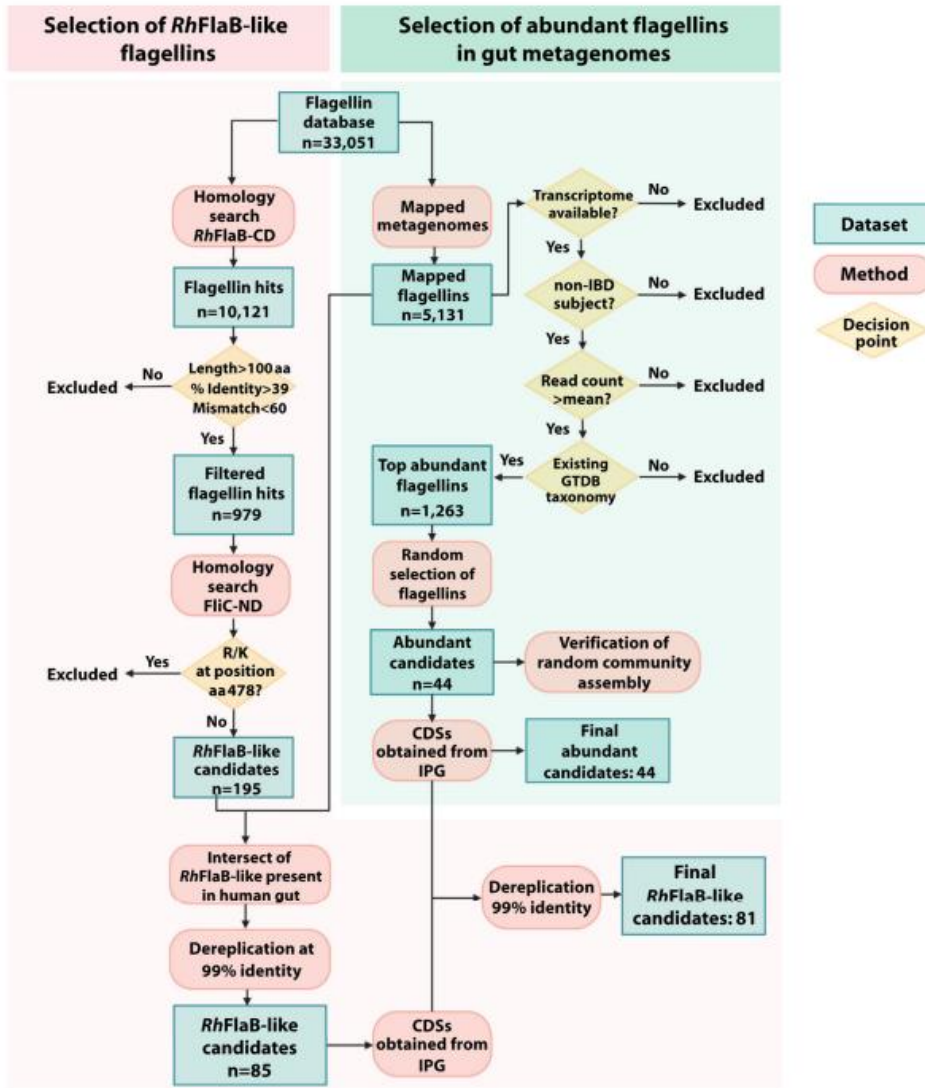 Selection of RhFlaB-like
flagellins
Selection of abundant flagellins
in gut metagenomes
Flagellin
database
n=33,051
Homology
search
RhFlaB-CD
Flagellin hits
n=10,121
Length>100 aa
% Identity>39
Mismatch<60
No
Excluded
Yes
Filtered
flagellin hits
n=979
Homology
search
FliC-ND
R/K
at position
aa478?
Yes
Excluded
No
RhFlaB-like
candidates
n=195
Intersect of
RhFlaB-like present
in human gut
Dereplication at
99% identity
RhFlaB-like
candidates
n=85
CDSs
obtained from
IPG
Mapped
metagenomes
Mapped
flagellins
n=5,131
Transcriptome
available?
No
Excluded
Yes
non-IBD
subject?
No
Excluded
Yes
Read count
>mean?
No
Excluded
Yes
Existing
GTDB
taxonomy
No
Excluded
Yes
Top abundant
flagellins
n=1,263
Random
selection of
flagellins
Abundant
candidates
n=44
Verification of
random community
assembly
CDSs
obtained from
IPG
Final
abundant
candidates: 44
Dereplication
99% identity
Final
RhFlaB-like
candidates: 81
Dataset
Method
Decision
point